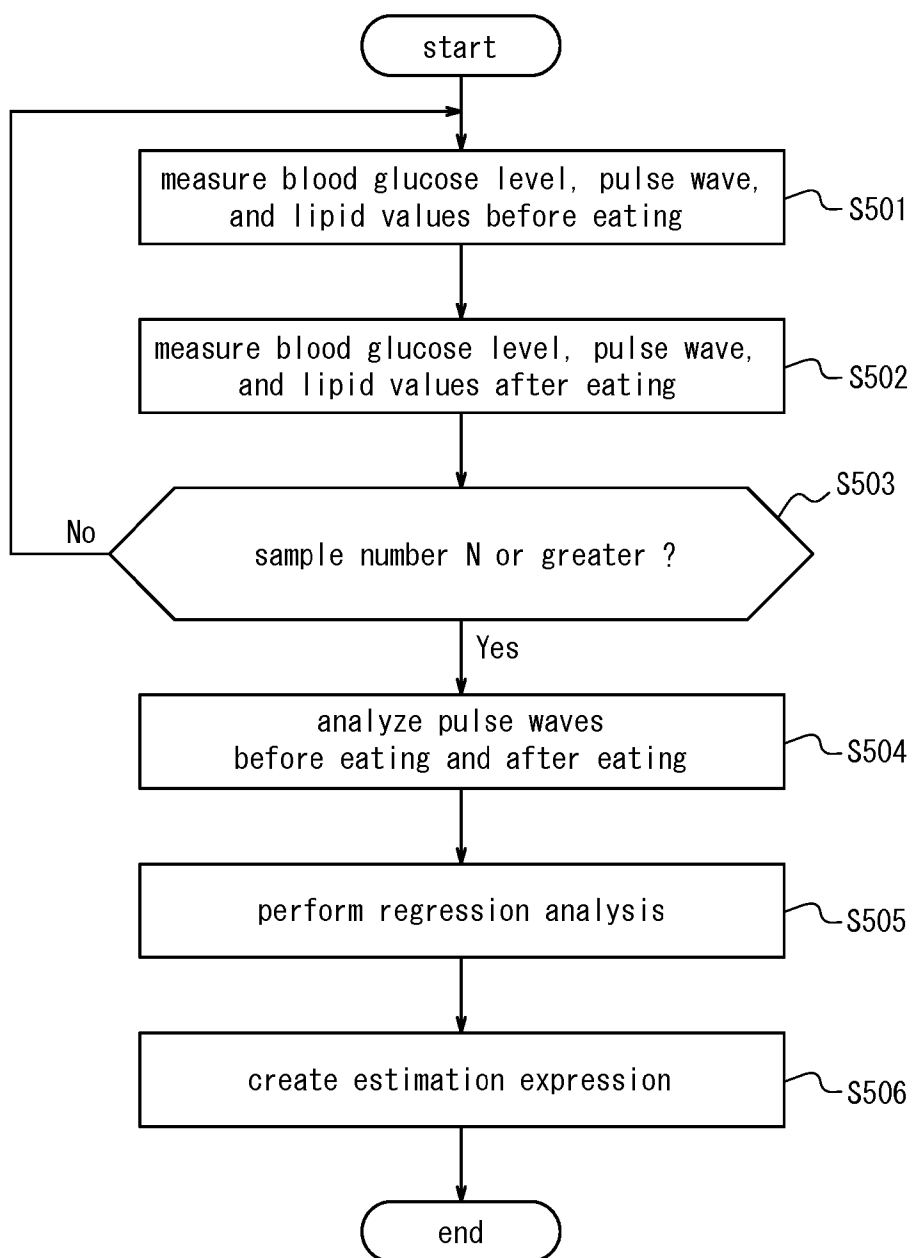 start
measure blood glucose level, pulse wave,
and lipid values before eating
S501
measure blood glucose level, pulse wave,
and lipid values after eating
S502
S503
No
sample number N or greater ?
Yes
analyze pulse waves
before eating and after eating
S504
perform regression analysis
S505
create estimation expression
S506
end